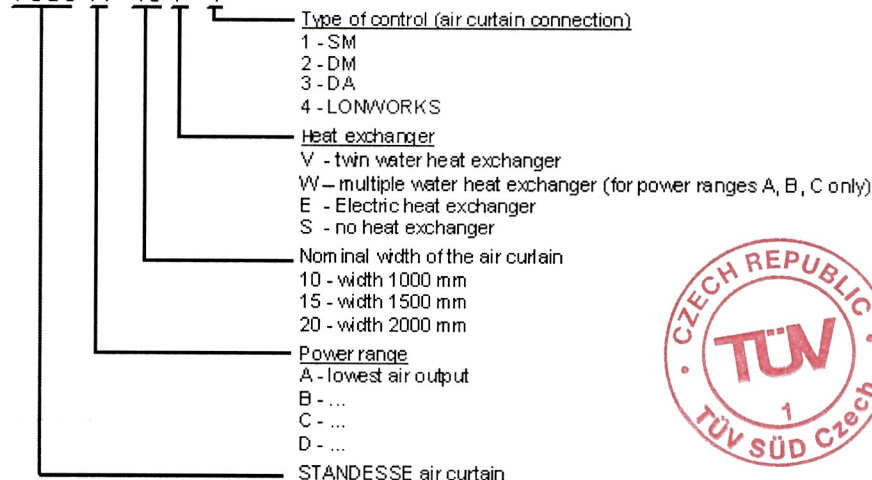 Type of control (air curtain connection)
1 - SM
2 - DM
3 - DA
4 - LONWORKS
Heat exchanger
V - twin water heat exchanger
W – multiple water heat exchanger (for power ranges A, B, C only)
E - Electric heat exchanger
S - no heat exchanger
Nominal width of the air curtain
10 - width 1000 mm
15 - width 1500 mm
20 - width 2000 mm
Power range
A - lowest air output
B - ...
C - ...
D - ...
STANDESSE air curtain
CZECH REPUBLIC
TÜV
1
TÜV SÜD Czech